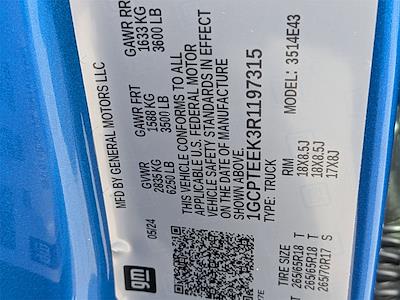 MFD BY GENERAL MOTORS LLC
05/24
GVWR
2835 KG
6250 LB
GAWR FRT
1588 KG
3500 LB
GAWR RR
1633 KG
3600 LB
THIS VEHICLE CONFORMS TO ALL
APPLICABLE U.S. FEDERAL MOTOR
VEHICLE SAFETY STANDARDS IN EFFECT
ON THE DATE OF MANUFACTURE
SHOWN ABOVE.
1GCPTEEK3R1197315
3514E43
TYPE: TRUCK
gm
TIRE SIZE
RIM
265/65R18 T
18X8.5J
265/65R18 T
18X8.5J
265/70R17 S
17X8J